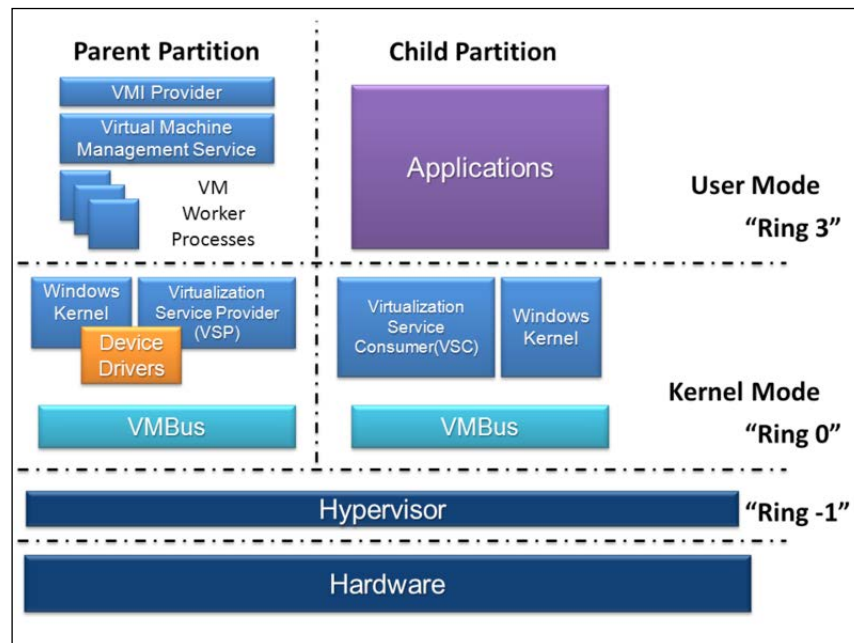 Parent Partition
Child Partition
VMI Provider
Virtual Machine
Management Service
VM
Worker
Processes
Applications
User Mode
“Ring 3”
Windows
Kernel
Virtualization
Service Provider
(VSP)
Device
Drivers
Virtualization
Service
Consumer(VSC)
Windows
Kernel
VMBus
VMBus
Kernel Mode
“Ring 0”
Hypervisor
“Ring -1”
Hardware